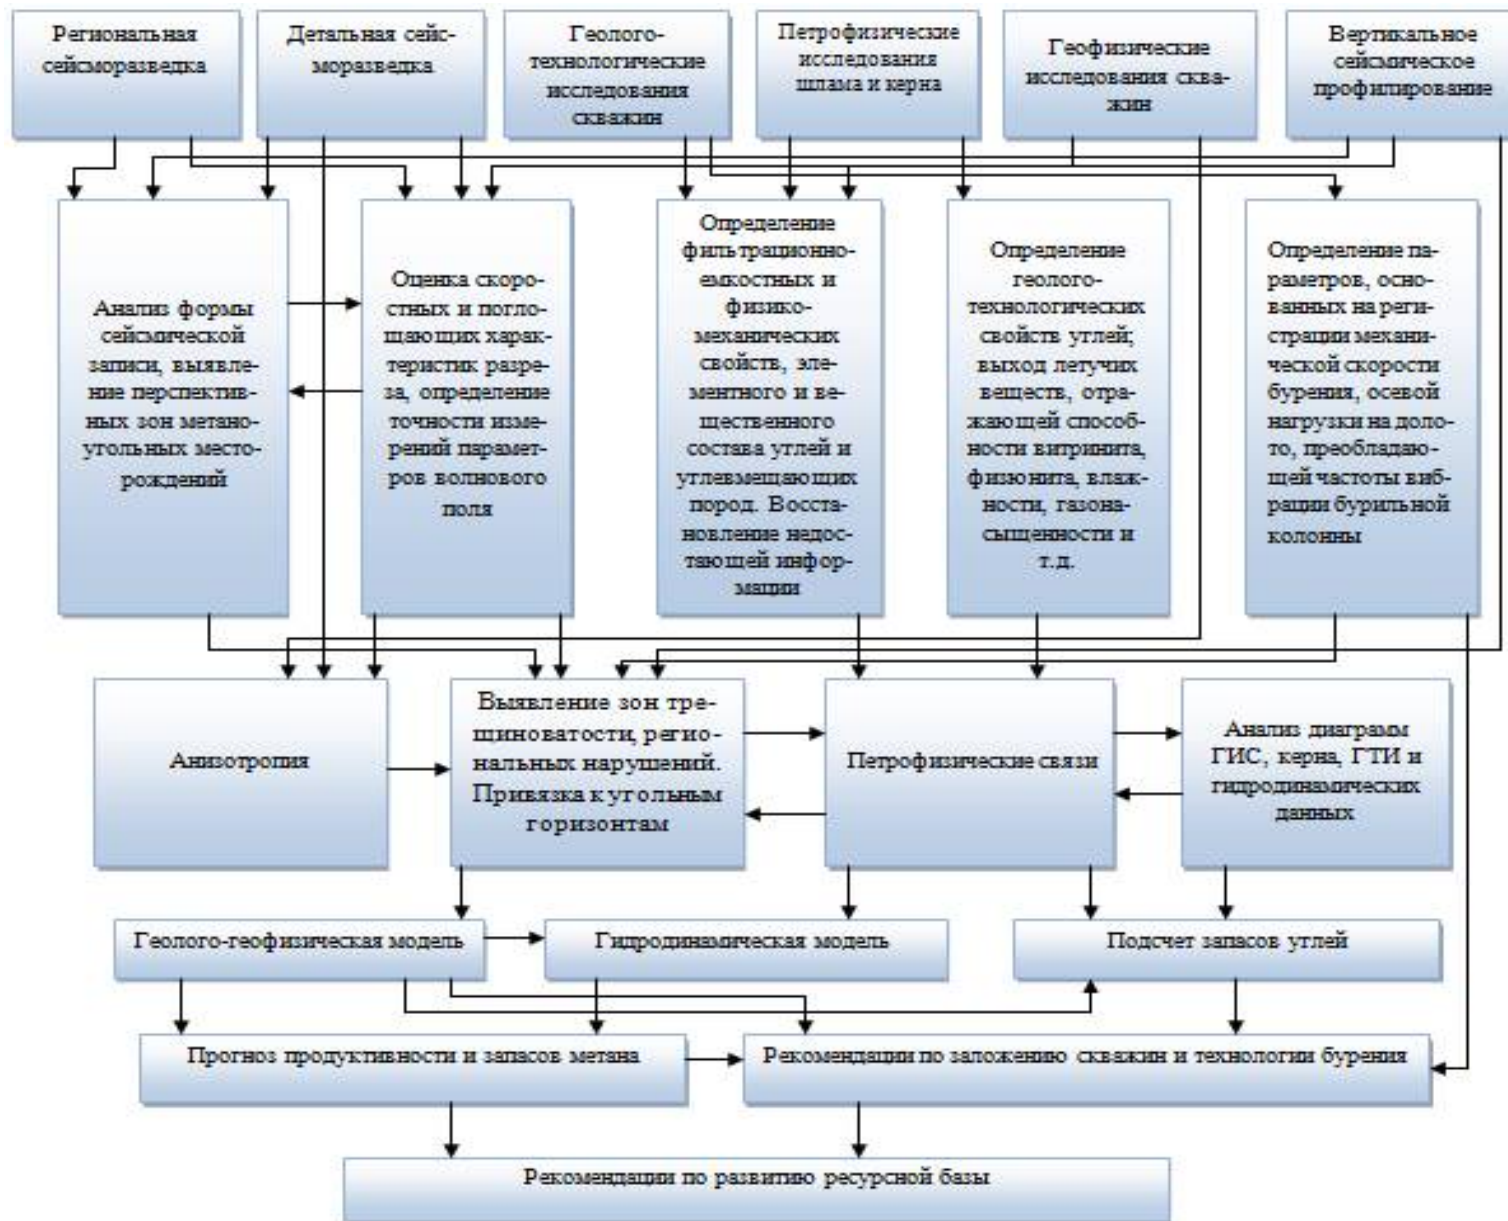 Региональная
сейсморазведка
Детальная сейс-
моразведка
Геолого-
технологические
исследования
скважин
Петрофизические
исследования
шлама и керна
Геофизические
исследования сква-
жин
Вертикальное
сейсмическое
профилирование
Анализ формы
сейсмической
записи, выявле-
ние перспектив-
ных зон метано-
угольных место-
рождений
Оценка скоро-
стных и погло-
щающих харак-
теристик разре-
за, определение
точности изме-
рений парамет-
ров волнового
поля
Определение
фильтрационно-
емкостных и
физико-
механических
свойств, эле-
ментного и ве-
щественного
состава углей и
углевмещающих
пород. Восста-
новление недос-
тающей инфор-
мации
Определение
геолого-
технологических
свойств углей;
выход летучих
веществ, отра-
жающей способ-
ности витринита,
физюнита, влаж-
ности, газона-
сыщенности и
т.д.
Определение па-
раметров, осно-
ванных на реги-
страции механи-
ческой скорости
бурения, осевой
нагрузки на доло-
то, преобладаю-
щей частоты виб-
рации бурильной
колонны
Анизотропия
Выявление зон тре-
щиноватости, регио-
нальных нарушений.
Привязка к угольным
горизонтам
Петрофизические связи
Анализ диаграмм
ГИС, керна, ГТИ и
гидродинамических
данных
Геолого-геофизическая модель
Гидродинамическая модель
Подсчет запасов углей
Прогноз продуктивности и запасов метана
Рекомендации по заложению скважин и технологии бурения
Рекомендации по развитию ресурсной базы